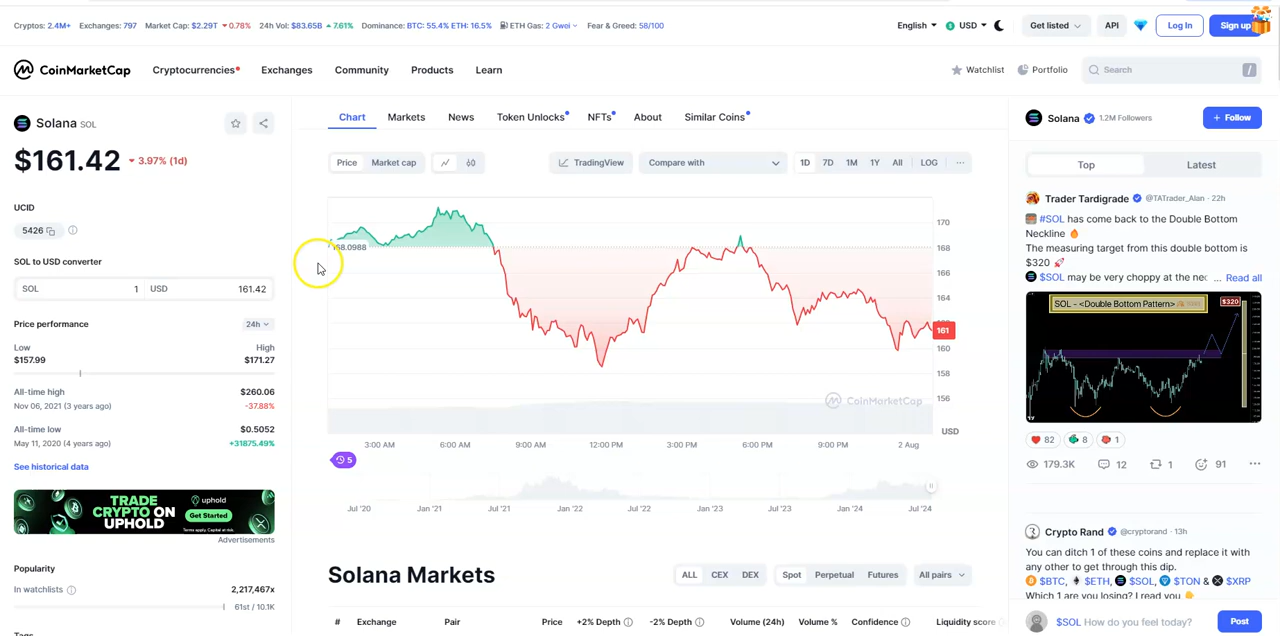 Cryptos: 2.4M+ Exchanges: 797 Market Cap: $2.29T 0.78% 24h Vol: $83.65B 7.61% Dominance: BTC: 55.4% ETH: 16.5% ETH Gas: 2 Gwei Fear & Greed: 58/100
English USD Get listed API Log In Sign up
CoinMarketCap Cryptocurrencies Exchanges Community Products Learn Watchlist Portfolio Search /
Solana SOL
$161.42 3.97% (1d)
UCID
5426
SOL to USD converter
SOL 1 USD 161.42
Price performance 24h
Low High
$157.99 $171.27
All-time high $260.06
Nov 06, 2021 (3 years ago) -37.88%
All-time low $0.5052
May 11, 2020 (4 years ago) +31875.49%
See historical data
TRADE CRYPTO ON UPHOLD
uphold
Get Started
Terms apply. Capital at risk.
Advertisements
Popularity
In watchlists 2,217,467x
61st / 10.1K
Tags
Chart Markets News Token Unlocks NFTs About Similar Coins
Price Market cap TradingView Compare with 1D 7D 1M 1Y All LOG ...
170
168
166
164
160
158
156
161
CoinMarketCap
USD
3:00 AM 6:00 AM 9:00 AM 12:00 PM 3:00 PM 6:00 PM 9:00 PM 2 Aug
5
Jul '20 Jan '21 Jul '21 Jan '22 Jul '22 Jan '23 Jul '23 Jan '24 Jul '24
Solana Markets ALL CEX DEX Spot Perpetual Futures All pairs
# Exchange Pair Price +2% Depth -2% Depth Volume (24h) Volume % Confidence Liquidity score
Solana 1.2M Followers + Follow
Top Latest
Trader Tardigrade @TATrader_Alan · 22h
#SOL has come back to the Double Bottom
Neckline
The measuring target from this double bottom is
$320
$SOL may be very choppy at the nec ... Read all
SOL - <Double Bottom Pattern>
$320
82 8 1
179.3K 12 1 91 ...
Crypto Rand @cryptorand · 13h
You can ditch 1 of these coins and replace it with
any other to get through this dip.
$BTC, $ETH, $SOL, $TON & $XRP
Which 1 are you losing? I read you
$SOL How do you feel today? Post